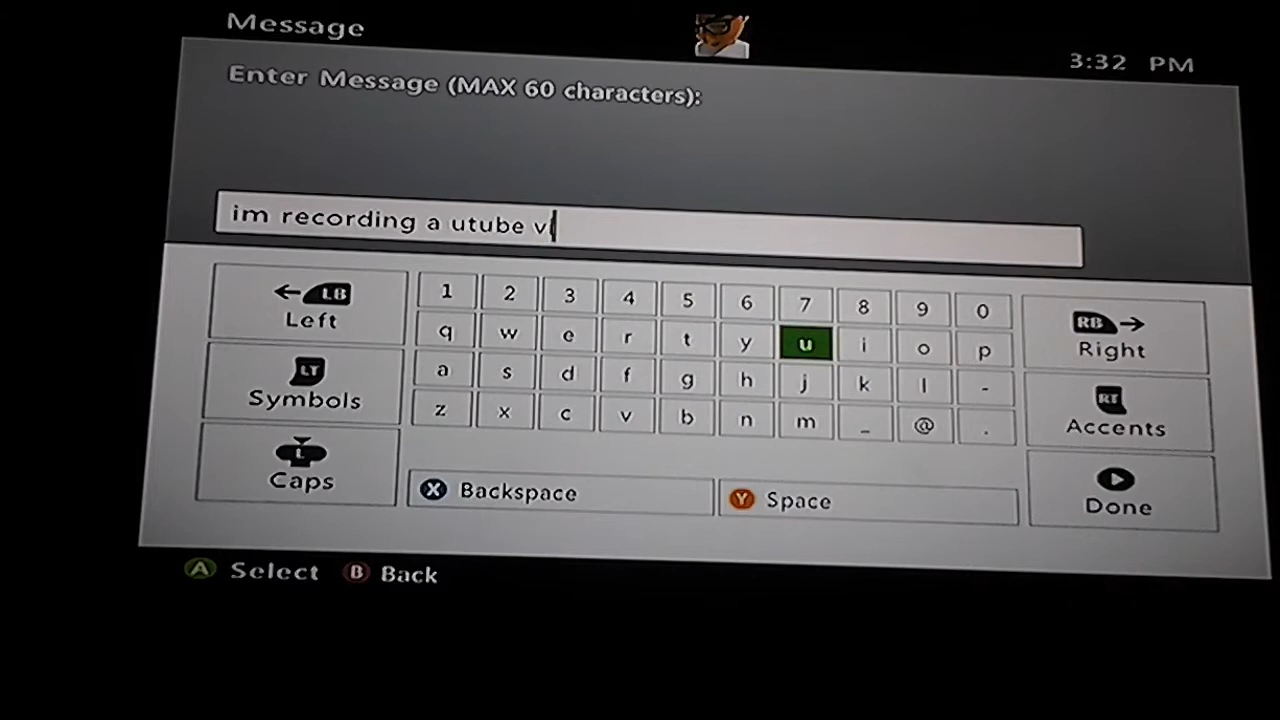 Message
3:32 PM
Enter Message (MAX 60 characters):
im recording a utube vi
LB
Left
1 2 3 4 5 6 7 8 9 0
RB
Right
q w e r t y u i o p
LT
Symbols
a s d f g h j k l -
RT
Accents
z x c v b n m _ @ .
L
Caps
X Backspace
Y Space
Done
A Select B Back